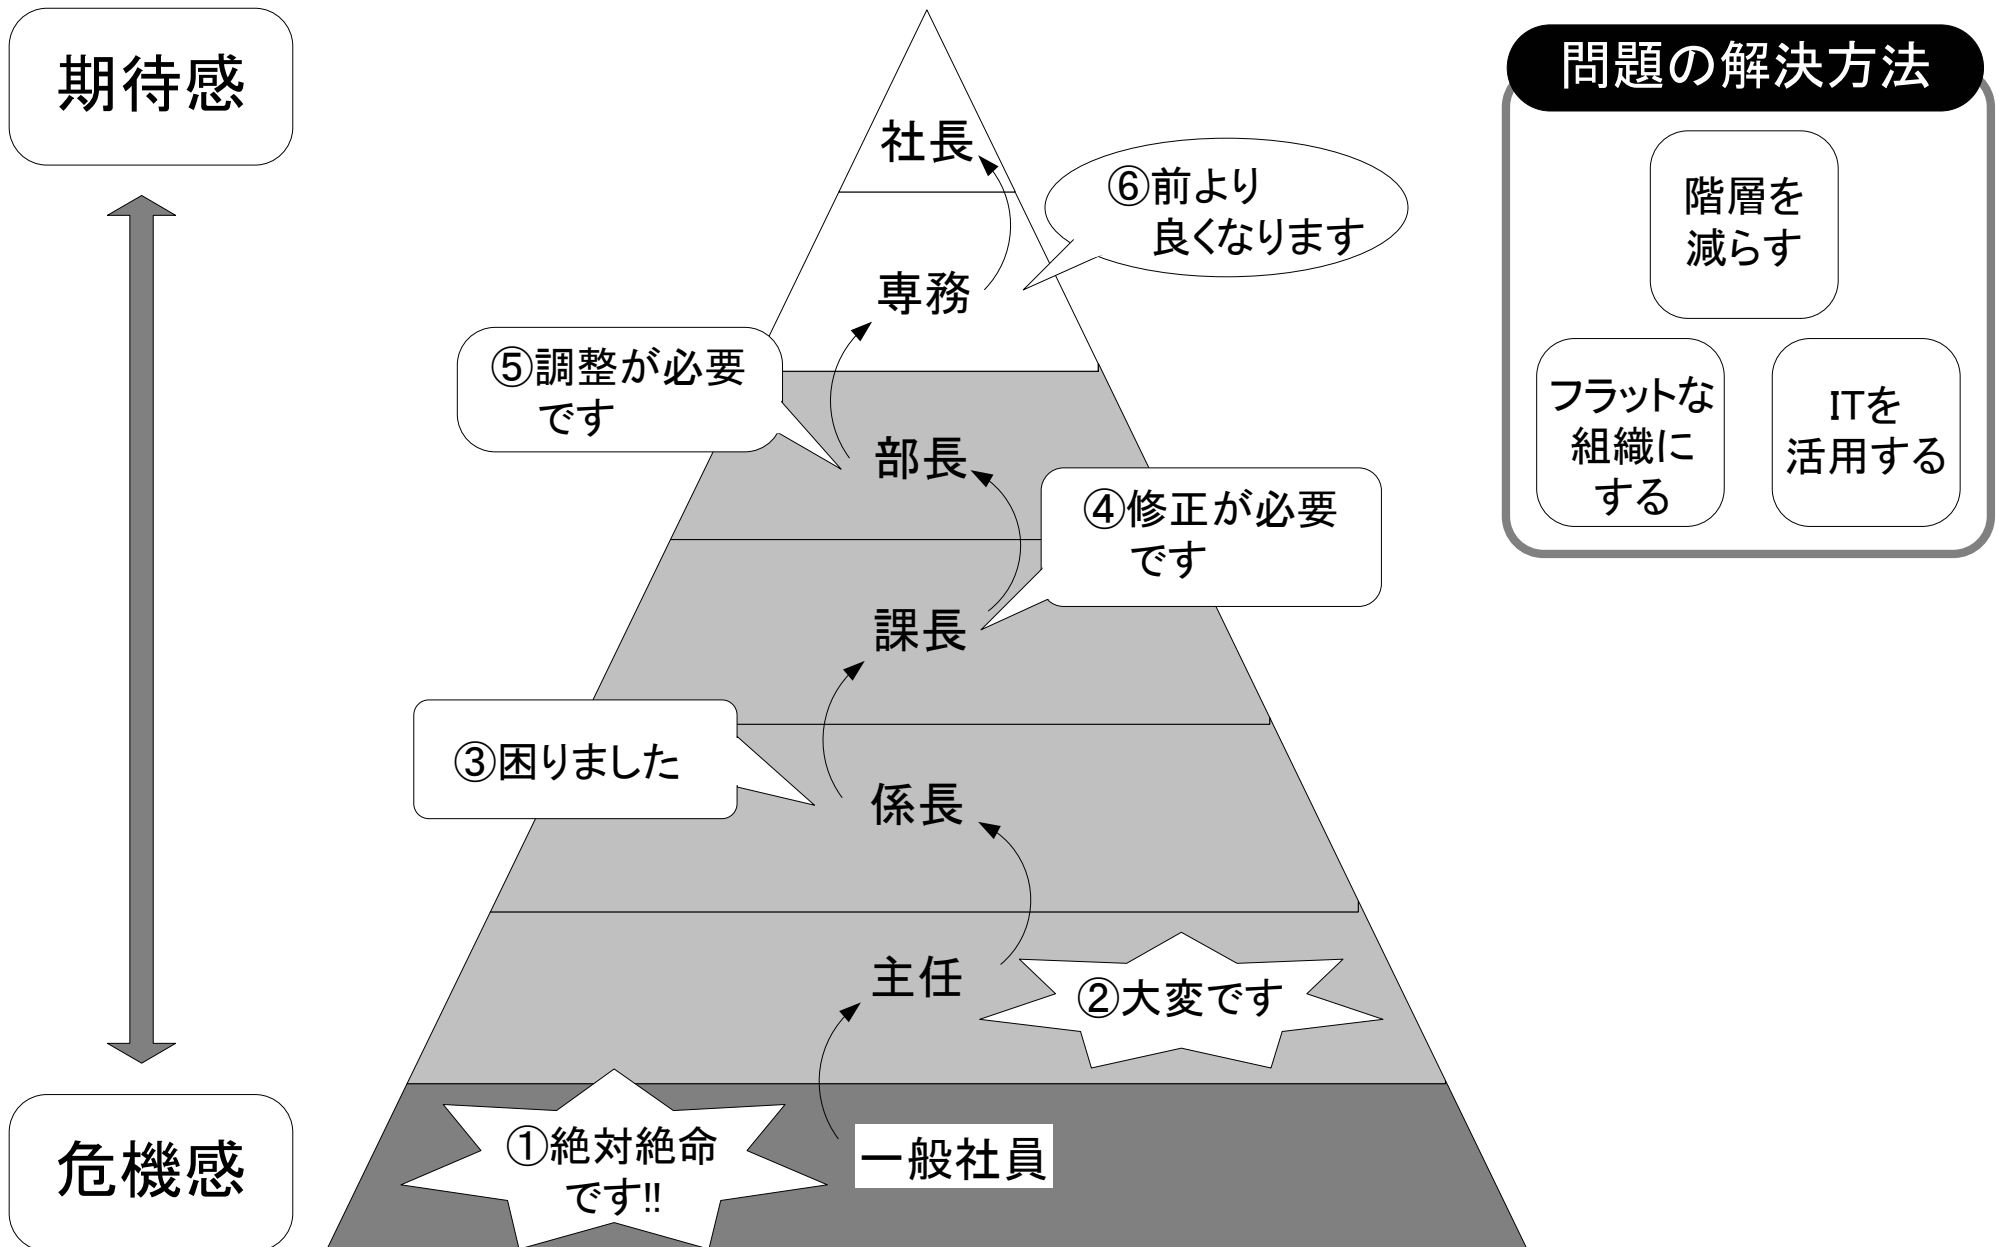 期待感
危機感
社長
専務
部長
課長
係長
主任
一般社員
⑥前より
良くなります
⑤調整が必要
です
④修正が必要
です
③困りました
②大変です
①絶対絶命
です!!
問題の解決方法
階層を
減らす
フラットな
組織に
する
ITを
活用する